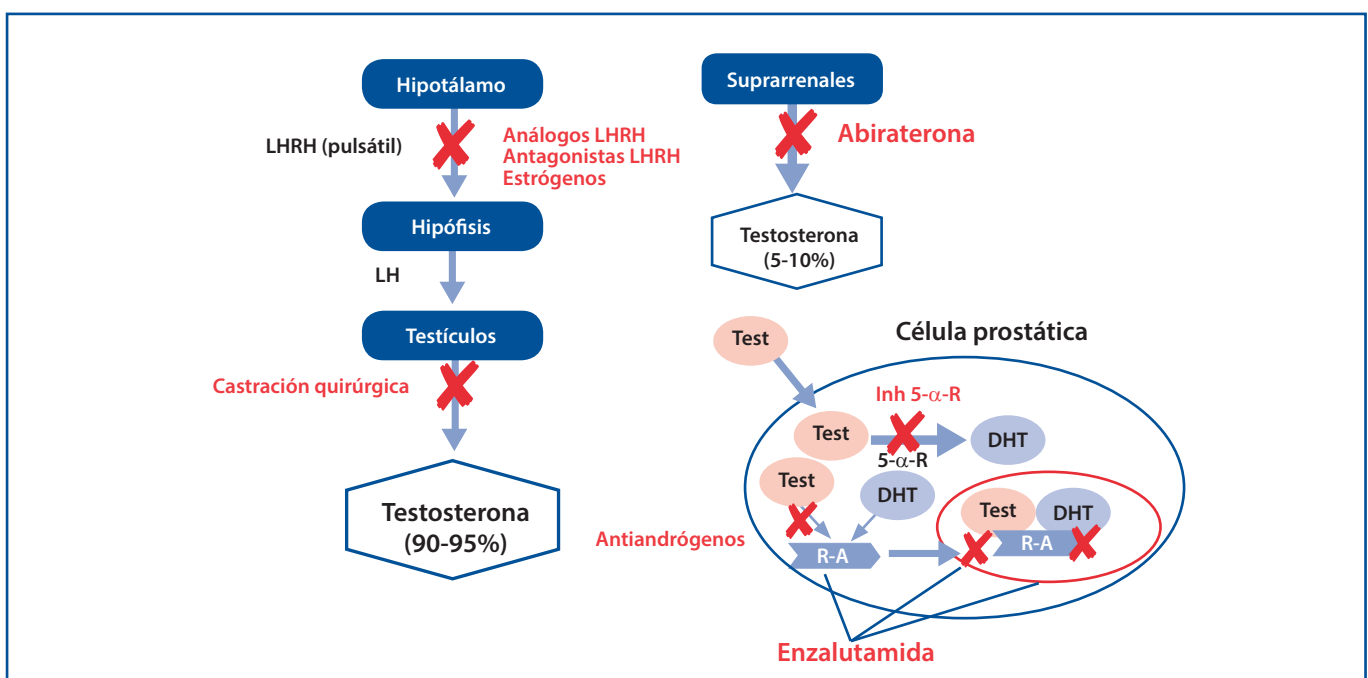 Hipotálamo
LHRH (pulsátil)
Análogos LHRH
Antagonistas LHRH
Estrógenos
Hipófisis
LH
Testículos
Castración quirúrgica
Testosterona
(90-95%)
Suprarrenales
Abiraterona
Testosterona
(5-10%)
Célula prostática
Test
Inh 5-α-R
Test
5-α-R
DHT
Test
DHT
Antiandrógenos
R-A
Test
DHT
R-A
Enzalutamida